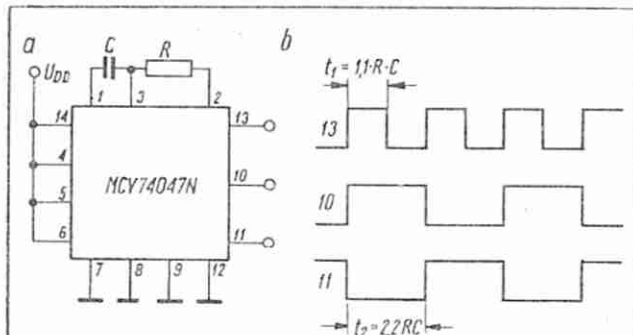 a
b
C
R
U_DD
t₁ = 1,1·R·C
1
3
2
14
13
13
4
MCY74047N
10
10
5
6
11
11
7
8
9
12
t₂ = 2,2RC